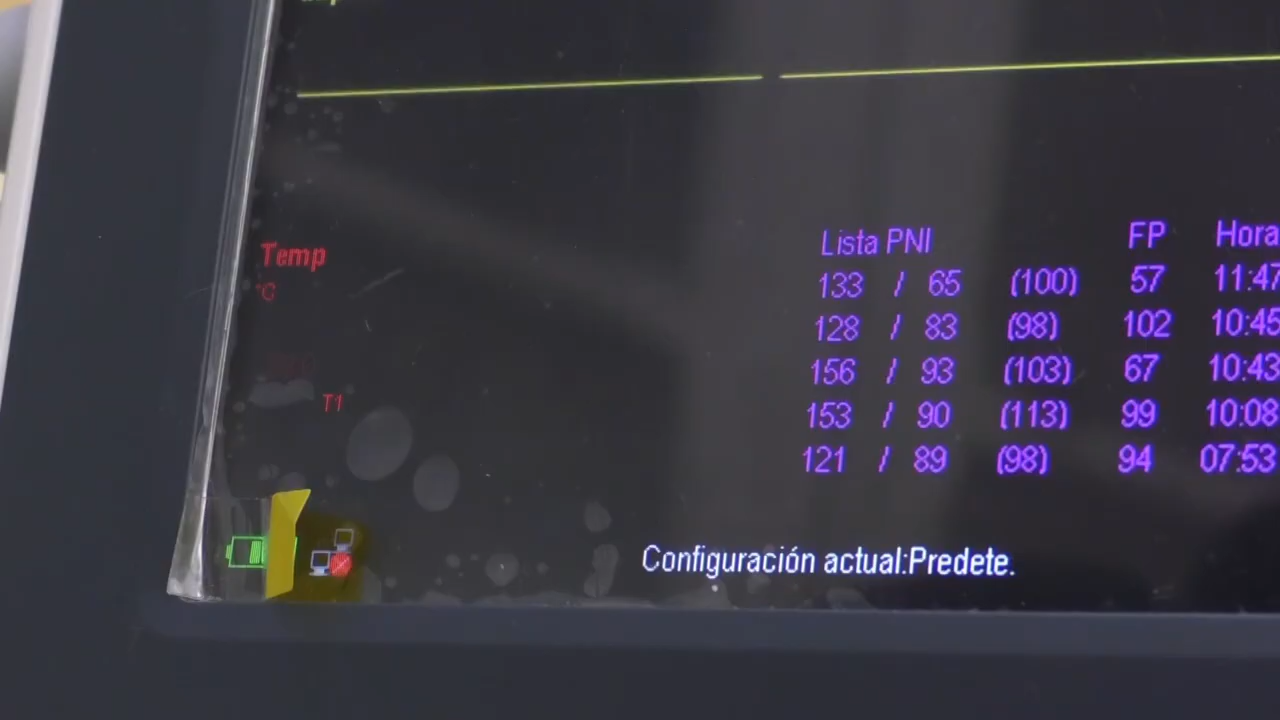 Temp
°C
T1
Lista PNI FP Hora
133 / 65 (100) 57 11:47
128 / 83 (98) 102 10:45
156 / 93 (103) 67 10:43
153 / 90 (113) 99 10:08
121 / 89 (98) 94 07:53
Configuración actual:Predete.